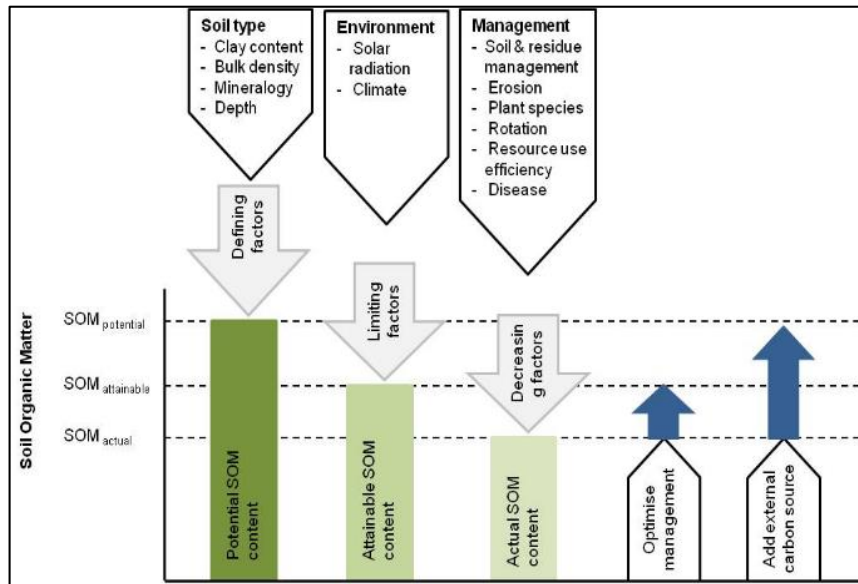 Soil type
- Clay content
- Bulk density
- Mineralogy
- Depth
Environment
- Solar
radiation
- Climate
Management
- Soil & residue
management
- Erosion
- Plant species
- Rotation
- Resource use
efficiency
- Disease
Defining
factors
Limiting
factors
Decreasin
g factors
Soil Organic Matter
SOM potential
SOM attainable
SOM actual
Potential SOM
content
Attainable SOM
content
Actual SOM
content
Optimise
management
Add external
carbon source